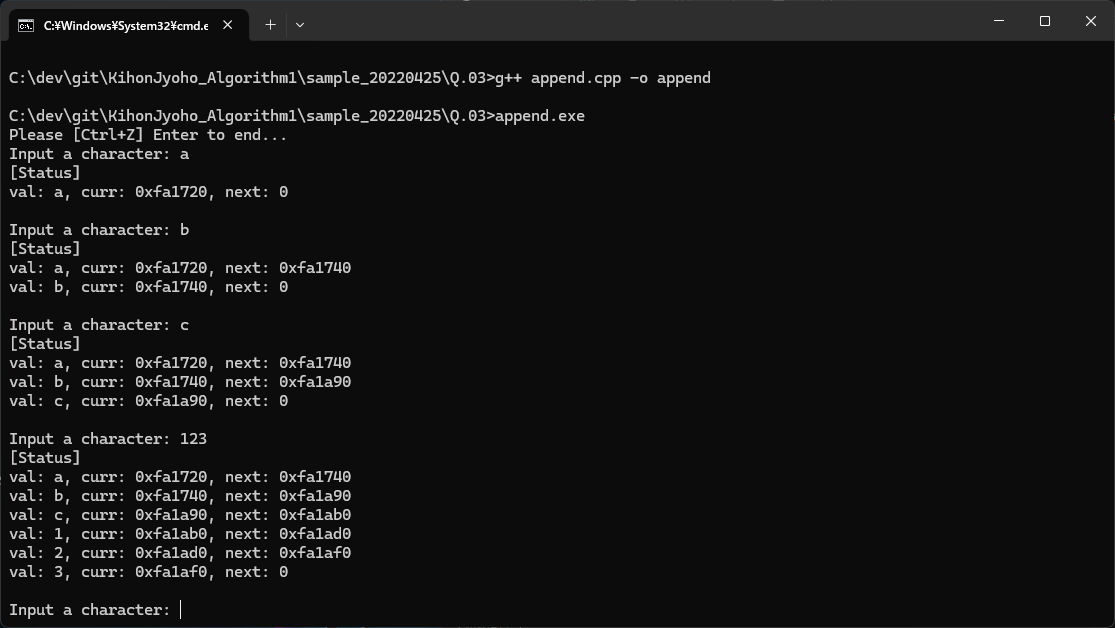 C:¥Windows¥System32¥cmd.e
C:\dev\git\KihonJyoho_Algorithm1\sample_20220425\Q.03>g++ append.cpp -o append
C:\dev\git\KihonJyoho_Algorithm1\sample_20220425\Q.03>append.exe
Please [Ctrl+Z] Enter to end...
Input a character: a
[Status]
val: a, curr: 0xfa1720, next: 0
Input a character: b
[Status]
val: a, curr: 0xfa1720, next: 0xfa1740
val: b, curr: 0xfa1740, next: 0
Input a character: c
[Status]
val: a, curr: 0xfa1720, next: 0xfa1740
val: b, curr: 0xfa1740, next: 0xfa1a90
val: c, curr: 0xfa1a90, next: 0
Input a character: 123
[Status]
val: a, curr: 0xfa1720, next: 0xfa1740
val: b, curr: 0xfa1740, next: 0xfa1a90
val: c, curr: 0xfa1a90, next: 0xfa1ab0
val: 1, curr: 0xfa1ab0, next: 0xfa1ad0
val: 2, curr: 0xfa1ad0, next: 0xfa1af0
val: 3, curr: 0xfa1af0, next: 0
Input a character: